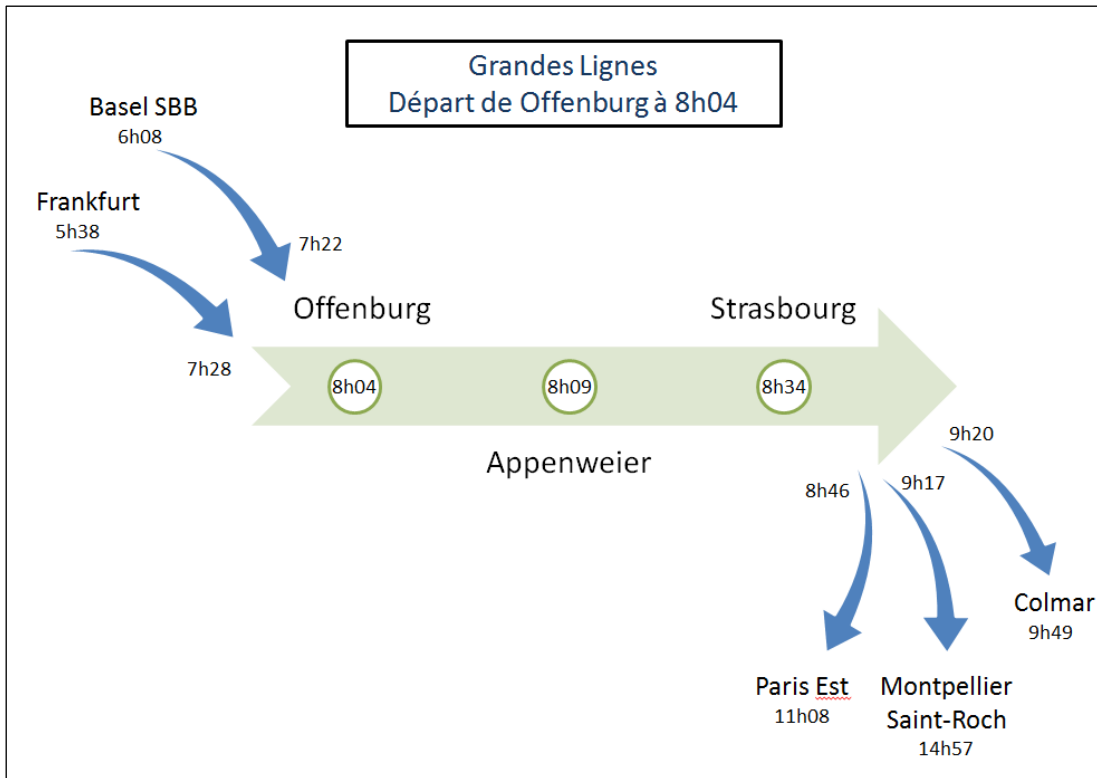 Grandes Lignes
Départ de Offenburg à 8h04
Basel SBB
6h08
Frankfurt
5h38
7h22
7h28
Offenburg
Strasbourg
8h04
8h09
8h34
Appenweier
9h20
8h46
9h17
Colmar
9h49
Paris Est
11h08
Montpellier
Saint-Roch
14h57